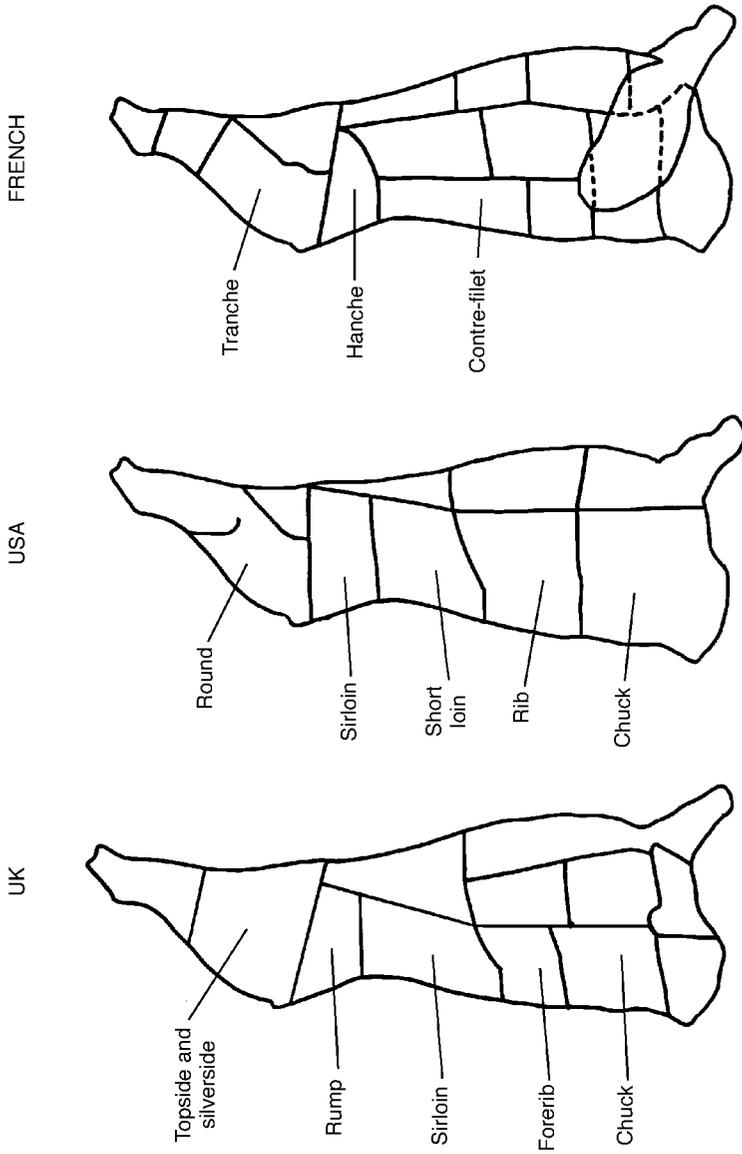 UK
Topside and
silverside
Rump
Sirloin
Forerib
Chuck
USA
Round
Sirloin
Short
loin
Rib
Chuck
FRENCH
Tranche
Hanche
Contre-filet